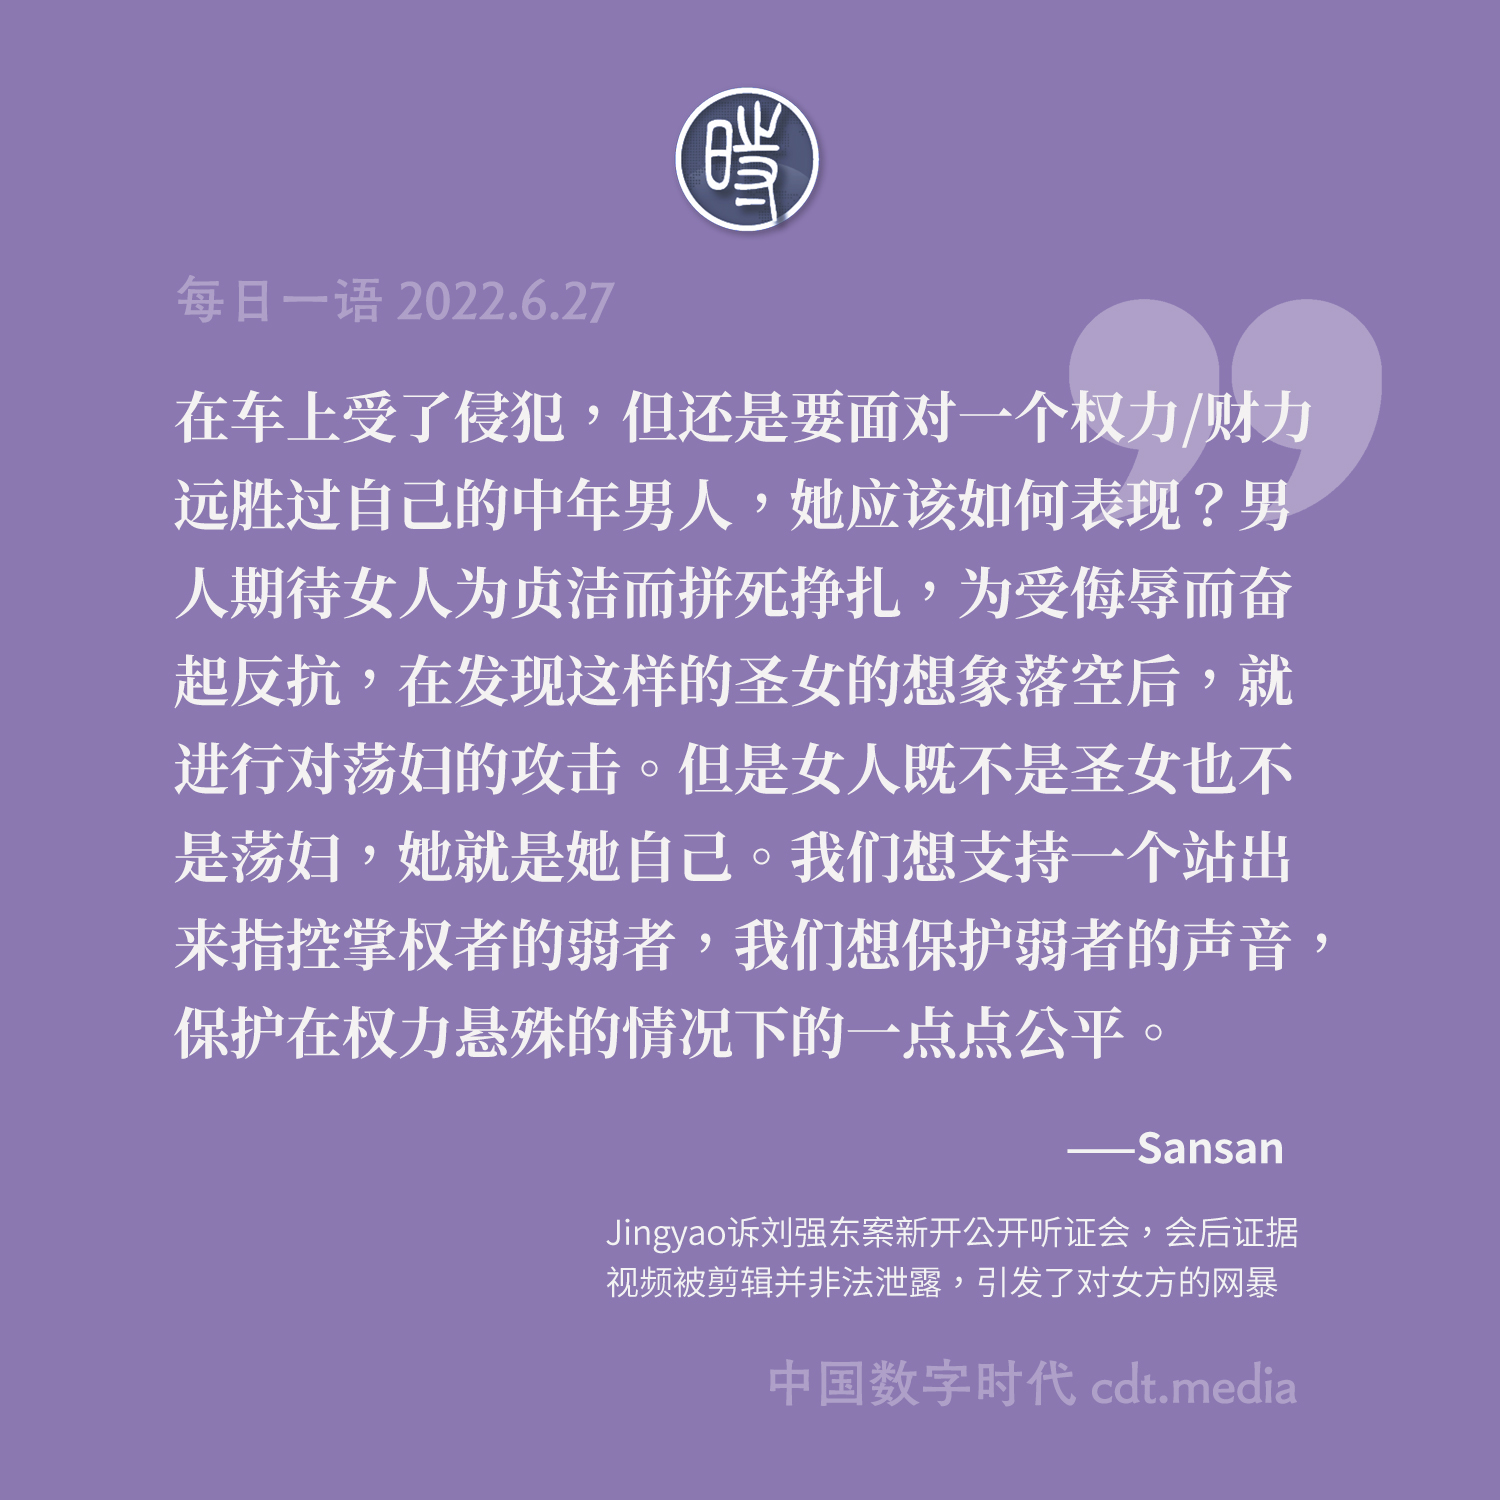 時
每日一语 2022.6.27
在车上受了侵犯，但还是要面对一个权力/财力
远胜过自己的中年男人，她应该如何表现？男
人期待女人为贞洁而拼死挣扎，为受侮辱而奋
起反抗，在发现这样的圣女的想象落空后，就
进行对荡妇的攻击。但是女人既不是圣女也不
是荡妇，她就是她自己。我们想支持一个站出
来指控掌权者的弱者，我们想保护弱者的声音，
保护在权力悬殊的情况下的一点点公平。
——Sansan
Jingyao诉刘强东案新开公开听证会，会后证据
视频被剪辑并非法泄露，引发了对女方的网暴
中国数字时代 cdt.media